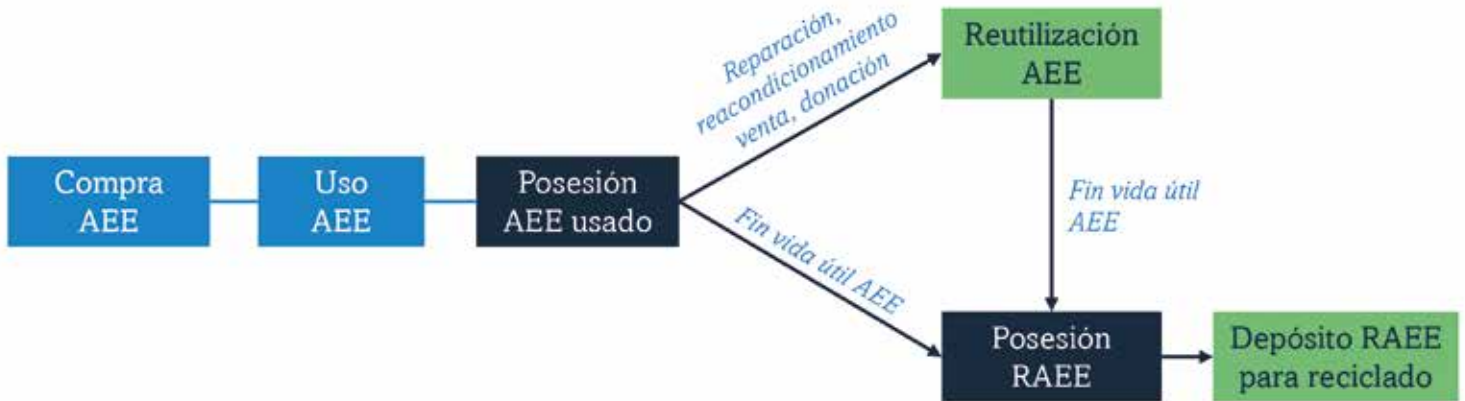 Compra
AEE
Uso
AEE
Posesión
AEE usado
Reparación,
reacondicionamiento
venta, donación
Reutilización
AEE
Fin vida útil AEE
Fin vida útil
AEE
Posesión
RAEE
Depósito RAEE
para reciclado